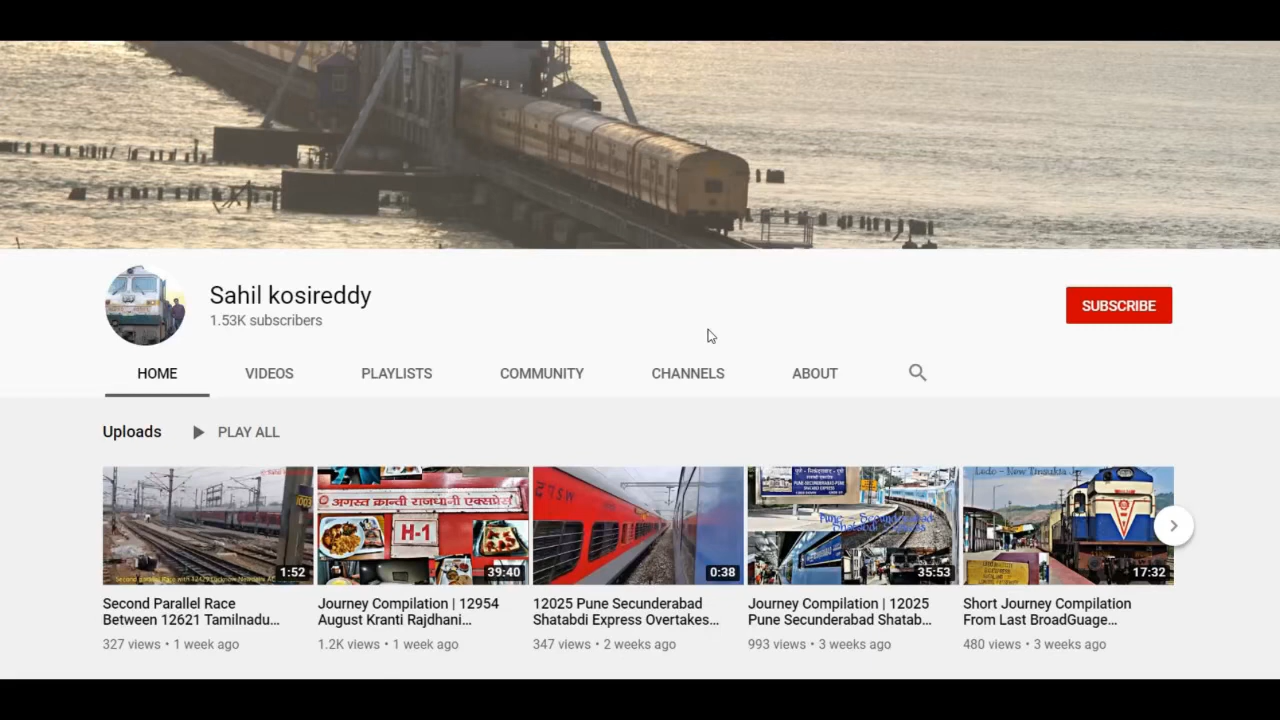 Sahil kosireddy
1.53K subscribers
SUBSCRIBE
HOME VIDEOS PLAYLISTS COMMUNITY CHANNELS ABOUT
Uploads PLAY ALL
अगस्त क्रान्ती राजधानी एक्सप्रेस
H-1
Ledo - New Tinsukia Jn
Pune Secunderabad
Shatabdi Express
1:52
39:40
0:38
35:53
17:32
Second Parallel Race
Between 12621 Tamilnadu...
327 views • 1 week ago
Journey Compilation | 12954
August Kranti Rajdhani...
1.2K views • 1 week ago
12025 Pune Secunderabad
Shatabdi Express Overtakes...
347 views • 2 weeks ago
Journey Compilation | 12025
Pune Secunderabad Shatab...
993 views • 3 weeks ago
Short Journey Compilation
From Last BroadGuage...
480 views • 3 weeks ago